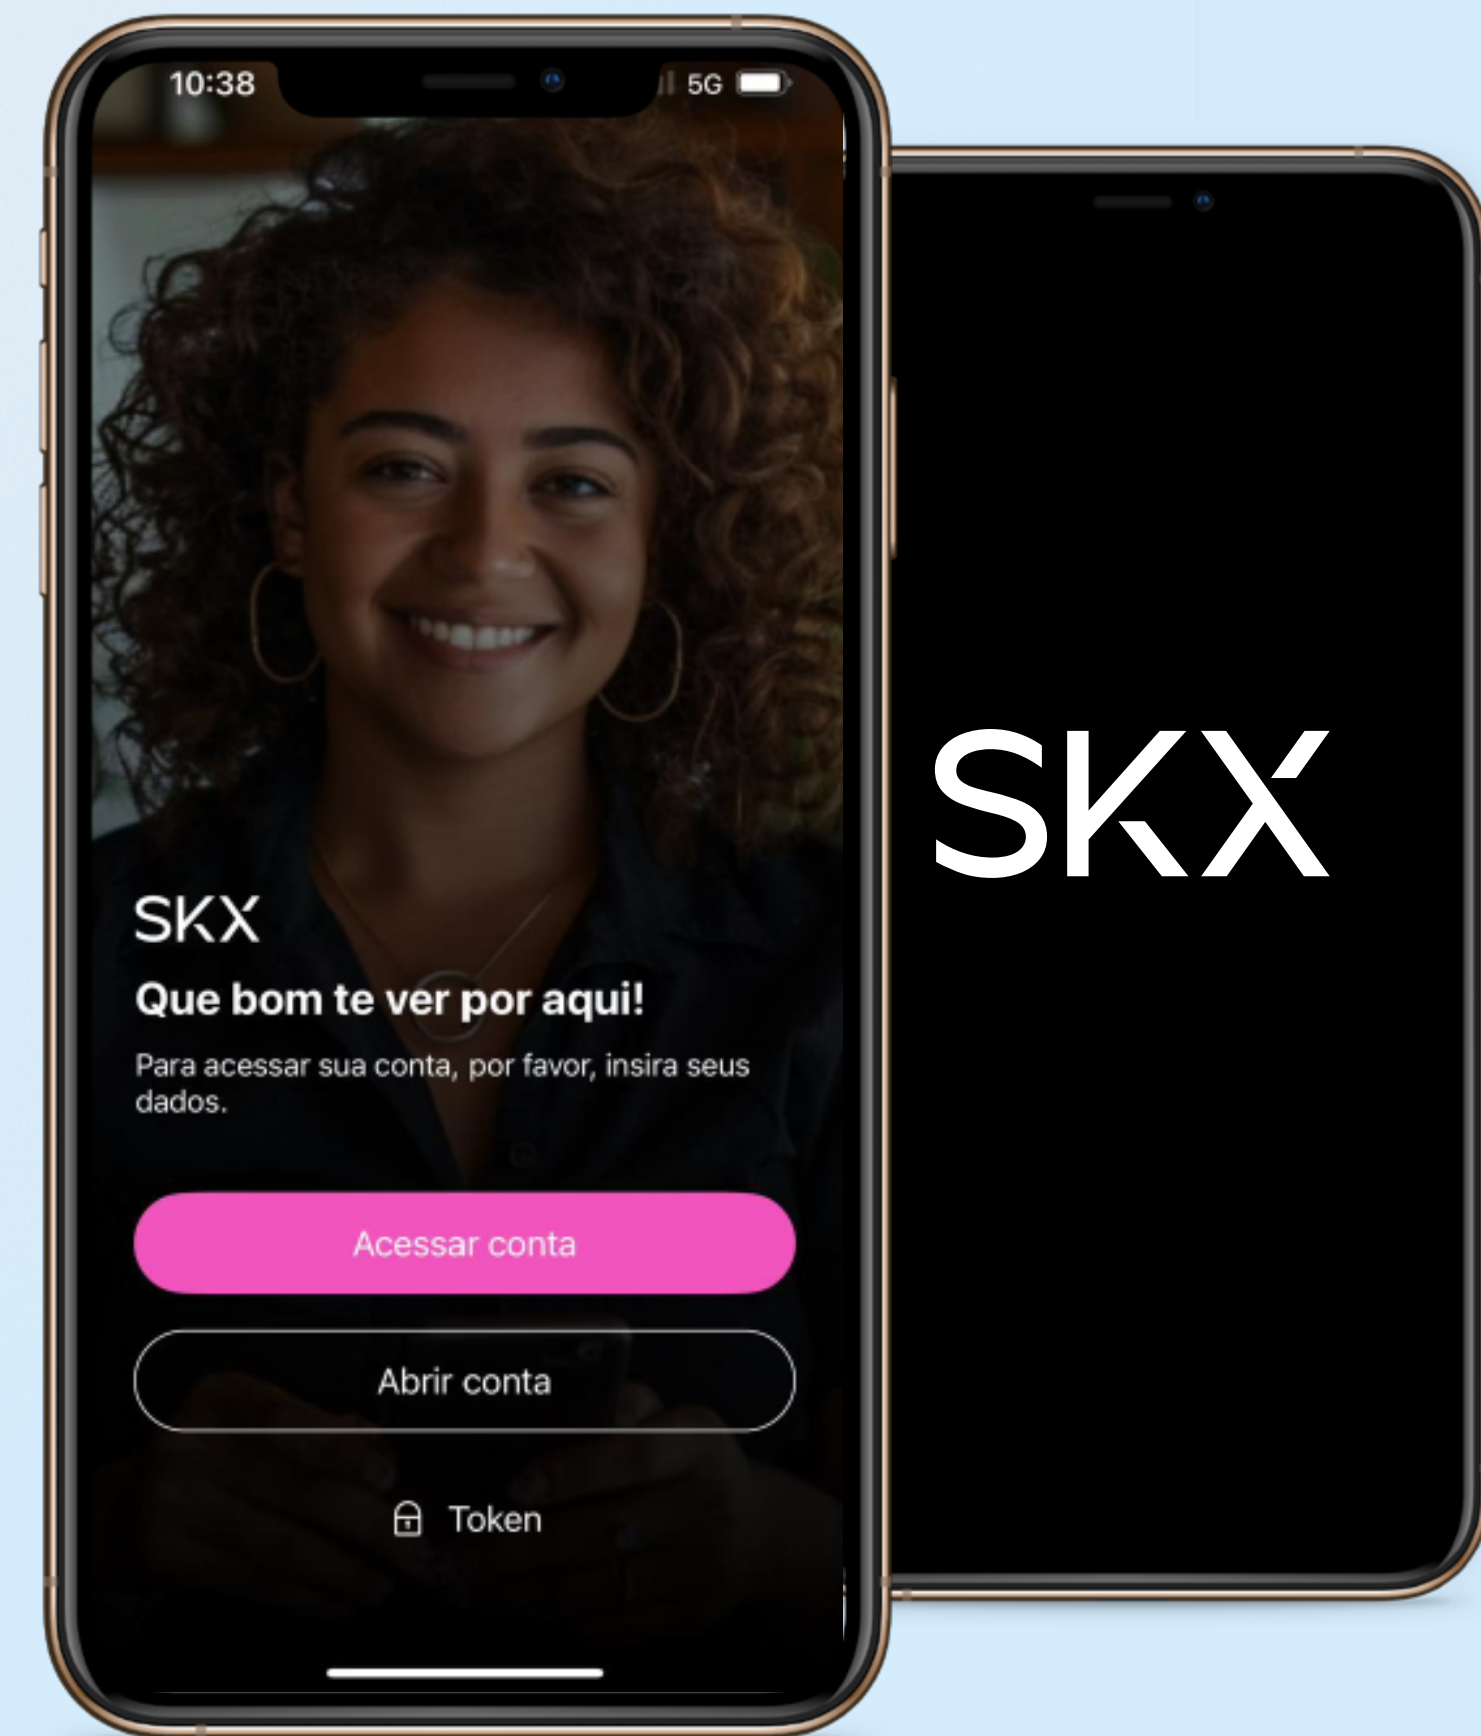 10:38
5G
SKX
Que bom te ver por aqui!
Para acessar sua conta, por favor, insira seus
dados.
Acessar conta
Abrir conta
Token
SKX